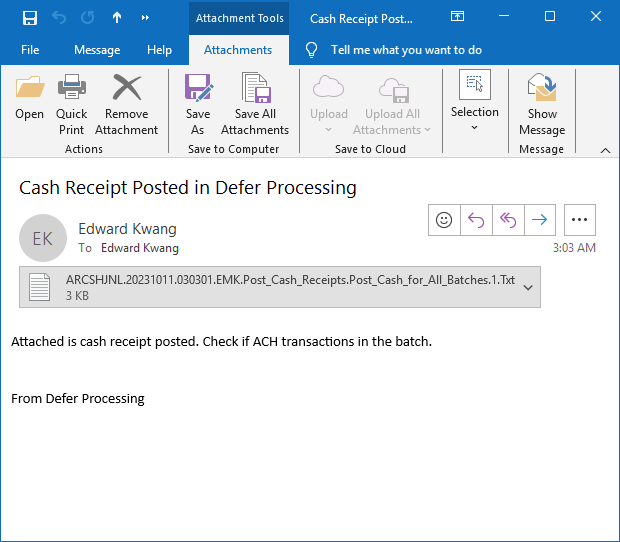 Attachment Tools
Cash Receipt Post...
File
Message
Help
Attachments
Tell me what you want to do
Open
Quick
Print
Remove
Attachment
Actions
Save
As
Save All
Attachments
Save to Computer
Upload
Upload All
Attachments
Save to Cloud
Selection
Show
Message
Message
Cash Receipt Posted in Defer Processing
EK
Edward Kwang
To Edward Kwang
3:03 AM
ARCSHJNL.20231011.030301.EMK.Post_Cash_Receipts.Post_Cash_for_All_Batches.1.Txt
3 KB
Attached is cash receipt posted. Check if ACH transactions in the batch.
From Defer Processing